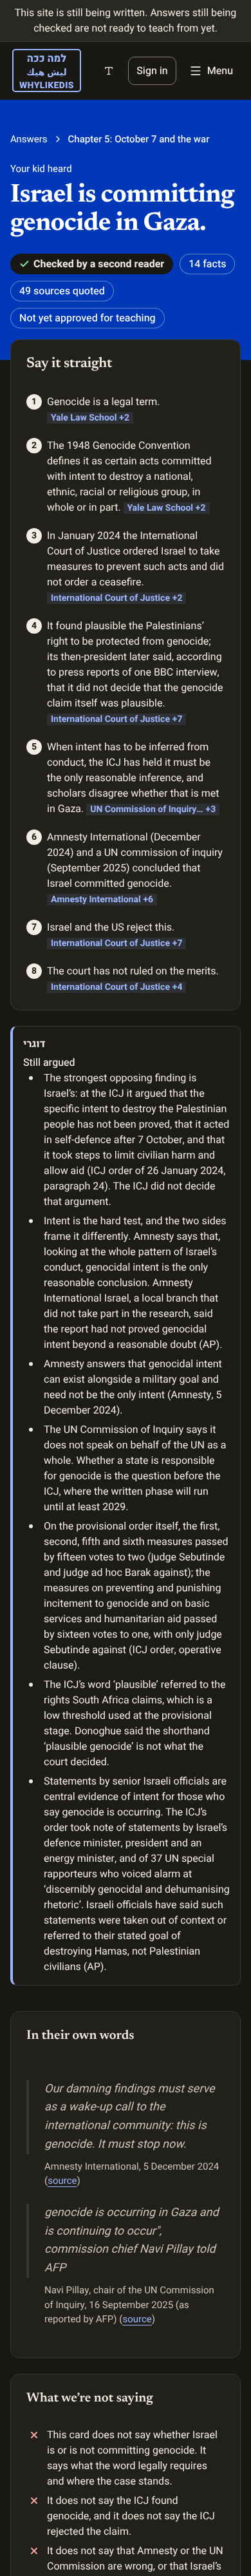 This site is still being written. Answers still being
checked are not ready to teach from yet.
למה ככה
ليش هيك
WHYLIKEDIS
T
Sign in
Menu
Answers
Chapter 5: October 7 and the war
Your kid heard
Israel is committing
genocide in Gaza.
Checked by a second reader
14 facts
49 sources quoted
Not yet approved for teaching
Say it straight
1 Genocide is a legal term.
Yale Law School +2
2 The 1948 Genocide Convention
defines it as certain acts committed
with intent to destroy a national,
ethnic, racial or religious group, in
whole or in part. Yale Law School +2
3 In January 2024 the International
Court of Justice ordered Israel to take
measures to prevent such acts and did
not order a ceasefire.
International Court of Justice +2
4 It found plausible the Palestinians’
right to be protected from genocide;
its then-president later said, according
to press reports of one BBC interview,
that it did not decide that the genocide
claim itself was plausible.
International Court of Justice +7
5 When intent has to be inferred from
conduct, the ICJ has held it must be
the only reasonable inference, and
scholars disagree whether that is met
in Gaza. UN Commission of Inquiry… +3
6 Amnesty International (December
2024) and a UN commission of inquiry
(September 2025) concluded that
Israel committed genocide.
Amnesty International +6
7 Israel and the US reject this.
International Court of Justice +7
8 The court has not ruled on the merits.
International Court of Justice +4
דוגרי
Still argued
• The strongest opposing finding is
Israel’s: at the ICJ it argued that the
specific intent to destroy the Palestinian
people has not been proved, that it acted
in self-defence after 7 October, and that
it took steps to limit civilian harm and
allow aid (ICJ order of 26 January 2024,
paragraph 24). The ICJ did not decide
that argument.
• Intent is the hard test, and the two sides
frame it differently. Amnesty says that,
looking at the whole pattern of Israel’s
conduct, genocidal intent is the only
reasonable conclusion. Amnesty
International Israel, a local branch that
did not take part in the research, said
the report had not proved genocidal
intent beyond a reasonable doubt (AP).
• Amnesty answers that genocidal intent
can exist alongside a military goal and
need not be the only intent (Amnesty, 5
December 2024).
• The UN Commission of Inquiry says it
does not speak on behalf of the UN as a
whole. Whether a state is responsible
for genocide is the question before the
ICJ, where the written phase will run
until at least 2029.
• On the provisional order itself, the first,
second, fifth and sixth measures passed
by fifteen votes to two (judge Sebutinde
and judge ad hoc Barak against); the
measures on preventing and punishing
incitement to genocide and on basic
services and humanitarian aid passed
by sixteen votes to one, with only judge
Sebutinde against (ICJ order, operative
clause).
• The ICJ’s word ‘plausible’ referred to the
rights South Africa claims, which is a
low threshold used at the provisional
stage. Donoghue said the shorthand
‘plausible genocide’ is not what the
court decided.
• Statements by senior Israeli officials are
central evidence of intent for those who
say genocide is occurring. The ICJ’s
order took note of statements by Israel’s
defence minister, president and an
energy minister, and of 37 UN special
rapporteurs who voiced alarm at
‘discernibly genocidal and dehumanising
rhetoric’. Israeli officials have said such
statements were taken out of context or
referred to their stated goal of
destroying Hamas, not Palestinian
civilians (AP).
In their own words
Our damning findings must serve
as a wake-up call to the
international community: this is
genocide. It must stop now.
Amnesty International, 5 December 2024
(source)
genocide is occurring in Gaza and
is continuing to occur",
commission chief Navi Pillay told
AFP
Navi Pillay, chair of the UN Commission
of Inquiry, 16 September 2025 (as
reported by AFP) (source)
What we’re not saying
This card does not say whether Israel
is or is not committing genocide. It
says what the word legally requires
and where the case stands.
It does not say the ICJ found
genocide, and it does not say the ICJ
rejected the claim.
It does not say that Amnesty or the UN
Commission are wrong, or that Israel’s